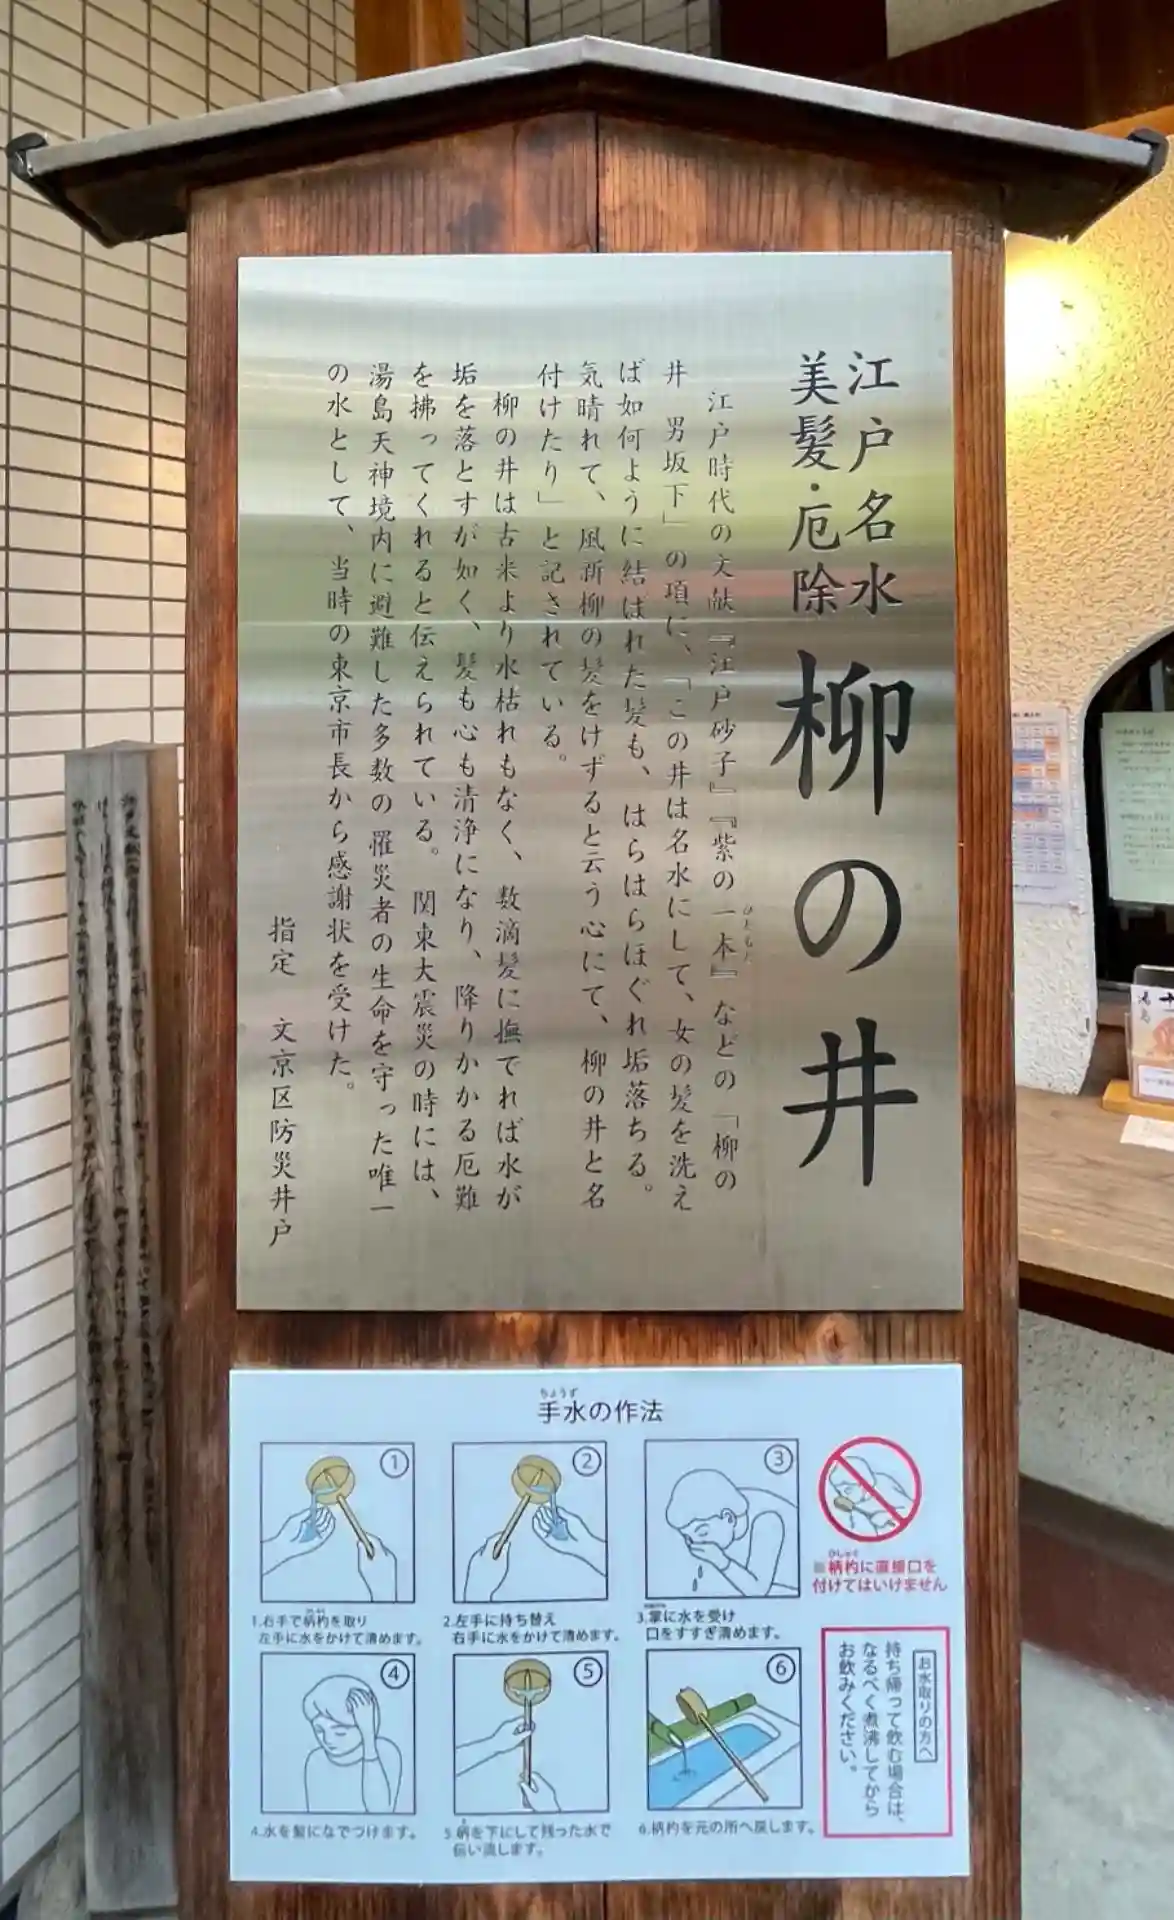 江戸名水
美髪・厄除
柳の井
江戸時代の文献『江戸砂子』『紫の一本』などの「柳の
ひともと
井　男坂下」の項に、「この井は名水にして、女の髪を洗え
ば如何ように結ばれた髪も、はらはらほぐれ垢落ちる。
気晴れて、風新柳の髪をけずると云う心にて、柳の井と名
付けたり」と記されている。
柳の井は古来より水枯れもなく、数滴髪に撫でれば水が
垢を落とすが如く、髪も心も清浄になり、降りかかる厄難
を拂ってくれると伝えられている。関東大震災の時には、
湯島天神境内に避難した多数の罹災者の生命を守った唯一
の水として、当時の東京市長から感謝状を受けた。
指定　文京区防災井戸
ちょうず
手水の作法
①
②
③
1.右手で柄杓を取り
左手に水をかけて清めます。
2.左手に持ち替え
右手に水をかけて清めます。
3.掌に水を受け
口をすすぎ清めます。
ひしゃく
※柄杓に直接口を
付けてはいけません
④
⑤
⑥
4.水を髪になでつけます。
5.柄を下にして残った水で
伝い流します。
6.柄杓を元の所へ戻します。
お水取りの方へ
持ち帰って飲む場合は、
なるべく煮沸してから
お飲みください。